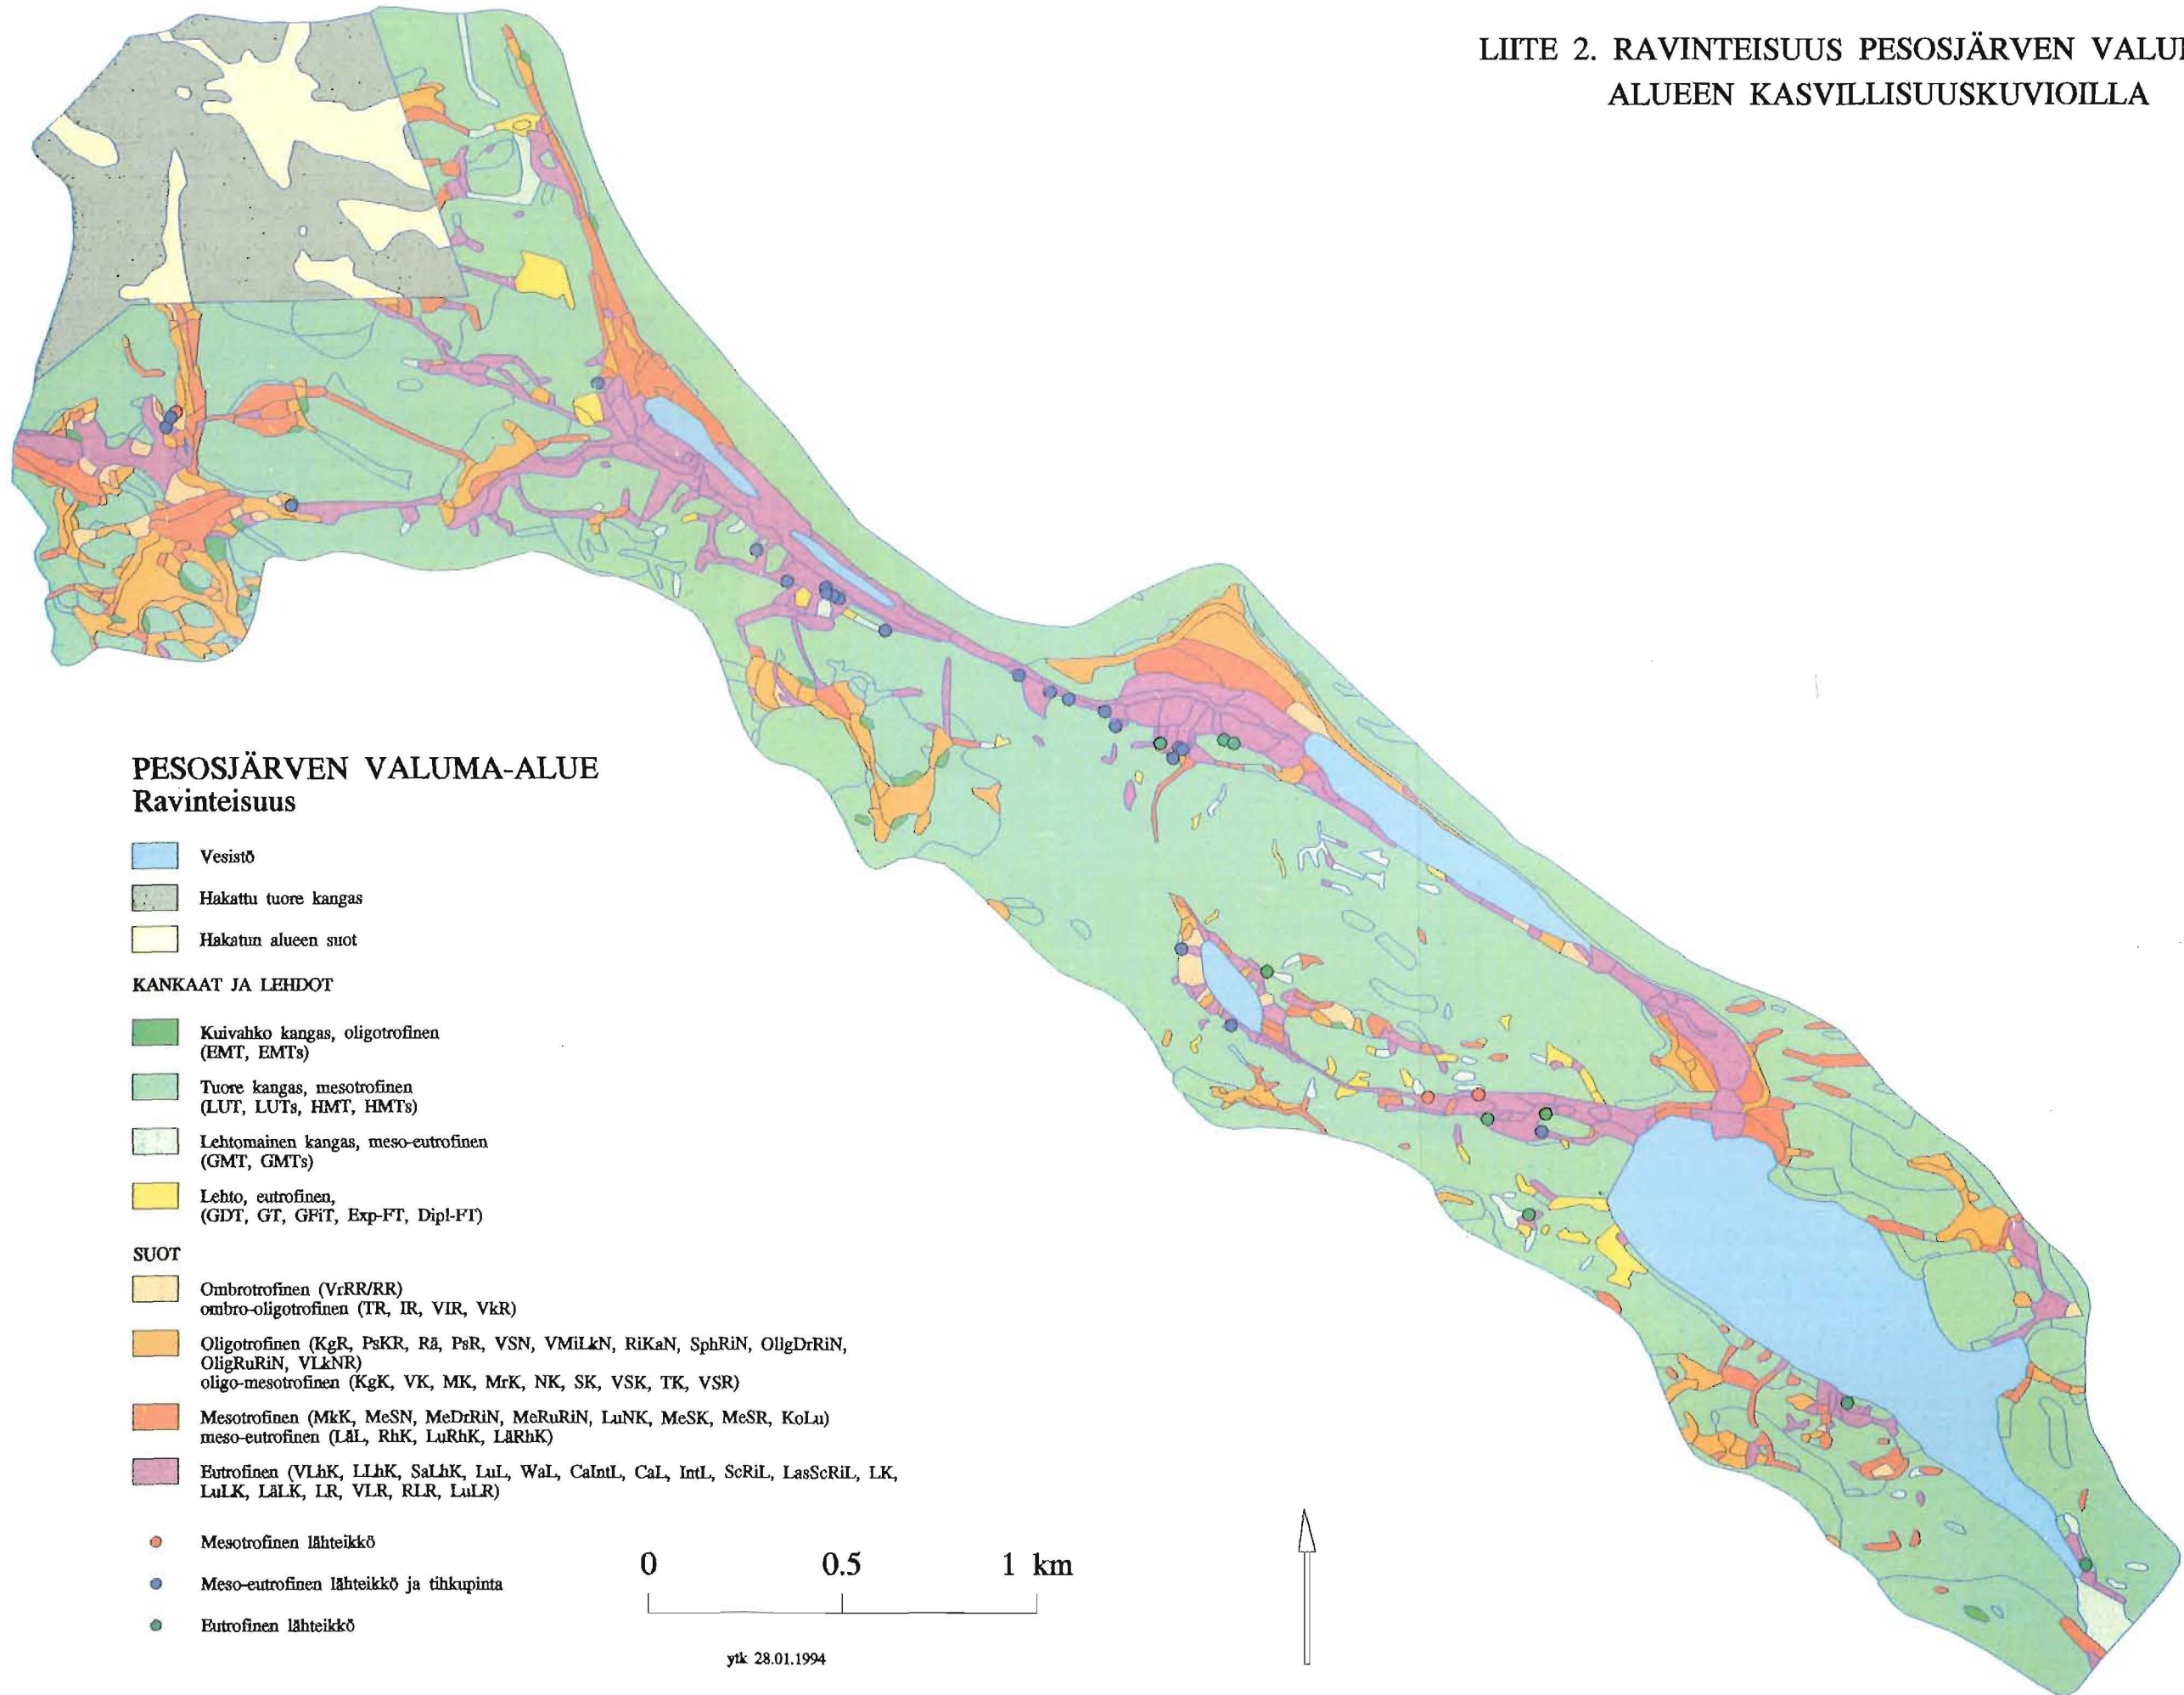 LIITE 2. RAVINTEISUUS PESOSJÄRVEN
ALUEEN KASVILLISUUSKUVIOILLA
PESOSJÄRVEN VALUMA-ALUE
Ravinteisuus
Vesistö
Hakattu tuore kangas
Hakatun alueen suot
KANKAAT JA LEHDOT
Kuivahko kangas, oligotrofinen
(EMT, EMTs)
Tuore kangas, mesotrofinen
(LUT, LUTs, HMT, HMTs)
Lehtomainen kangas, meso-eutrofinen
(GMT, GMTs)
Lehto, eutrofinen,
(GDT, GT, GFiT, Exp-FT, Dipl-FT)
SUOT
Ombrotrofinen (VrRR/RR)
ombro-oligotrofinen (TR, IR, VIR, VkR)
Oligotrofinen (KgR, PsKR, Rä, PsR, VSN, VMiLkN, RiKaN, SphRiN, OligDrRiN,
OligRuRiN, VLkNR)
oligo-mesotrofinen (KgK, VK, MK, MrK, NK, SK, VSK, TK, VSR)
Mesotrofinen (MkK, MeSN, MeDrRiN, MeRuRiN, LuNK, MeSK, MeSR, KoLu)
meso-eutrofinen (LäL, RhK, LuRhK, LäRhK)
Eutrofinen (VLhK, LLhK, SaLhK, LuL, WaL, CaIntL, CaL, IntL, ScRiL, LasScRiL, LK,
LuLK, LäLK, LR, VLR, RLR, LuLR)
Mesotrofinen lähteikkö
Meso-eutrofinen lähteikkö ja tihkupinta
Eutrofinen lähteikkö
0 0.5 1 km
ytk 28.01.1994